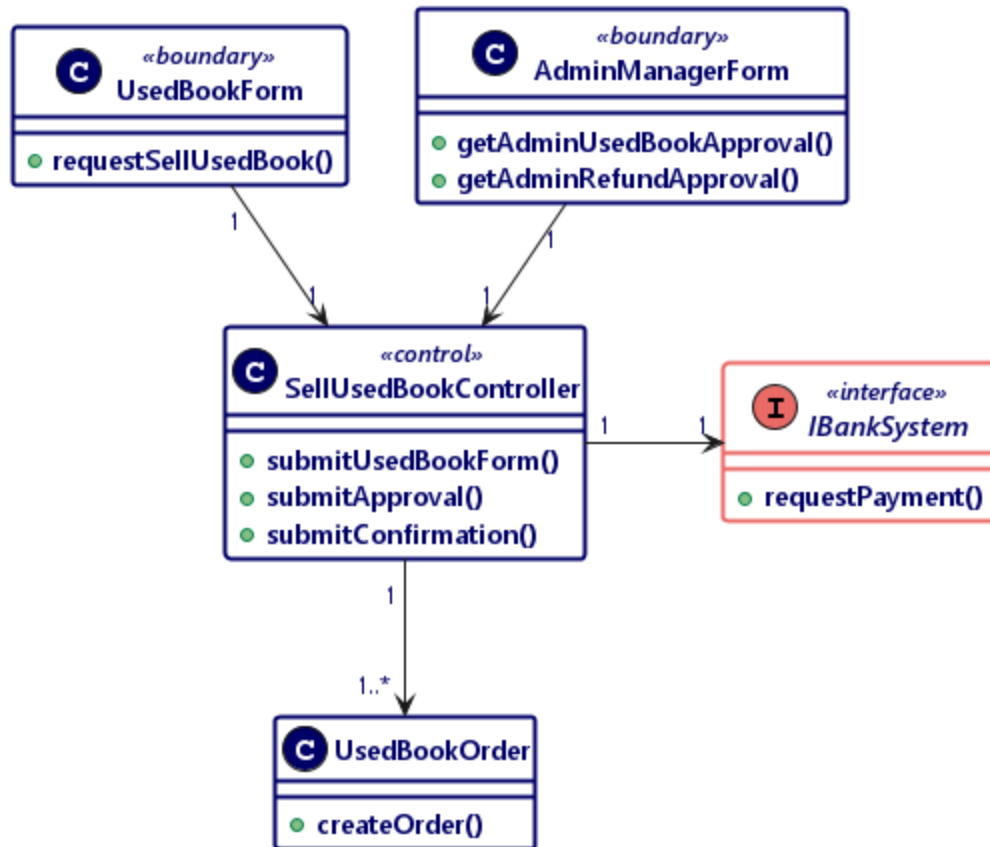 C
«boundary»
UsedBookForm
requestSellUsedBook()
C
«boundary»
AdminManagerForm
getAdminUsedBookApproval()
getAdminRefundApproval()
1
1
1
1
C
«control»
SellUsedBookController
submitUsedBookForm()
submitApproval()
submitConfirmation()
1
1
I
«interface»
IBankSystem
requestPayment()
1
1..*
C
UsedBookOrder
createOrder()